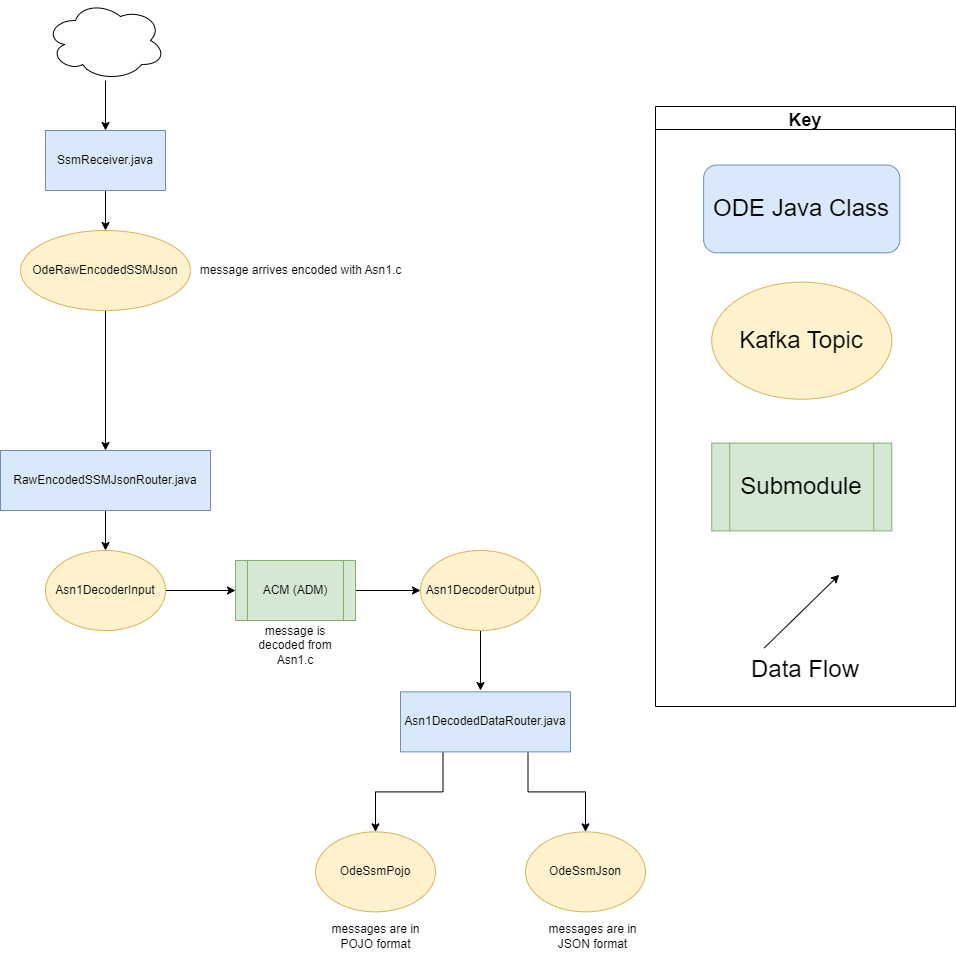 SsmReceiver.java
OdeRawEncodedSSMJson
message arrives encoded with Asn1.c
RawEncodedSSMJsonRouter.java
Asn1DecoderInput
ACM (ADM)
message is
decoded from
Asn1.c
Asn1DecoderOutput
Asn1DecodedDataRouter.java
OdeSsmPojo
messages are in
POJO format
OdeSsmJson
messages are in
JSON format
Key
ODE Java Class
Kafka Topic
Submodule
Data Flow